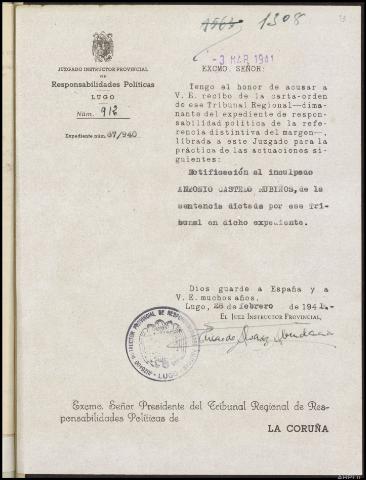 1308
- 3 MAR 1941
JUZGADO INSTRUCTOR PROVINCIAL
DE
Responsabilidades Políticas
LUGO
Núm. 912
Expediente núm. 67/940
EXCMO. SEÑOR:
Tengo el honor de acusar a
V. E. recibo de la carta-orden
de ese Tribunal Regional—dima-
nante del expediente de respon-
sabilidad política de la refe-
rencia distintiva del margen—,
librada a este Juzgado para la
práctica de las actuaciones si-
guientes:
Notificación al inculpado
ANTONIO CASTELO RUBIÑOS, de la
sentencia dictada por ese Tri-
bunal en dicho expediente.
Dios guarde a España y a
V. E. muchos años.
Lugo, 28 de febrero de 1941.-
EL JUEZ INSTRUCTOR PROVINCIAL,
LUGO
Excmo. Señor Presidente del Tribunal Regional de Res-
ponsabilidades Políticas de
LA CORUÑA